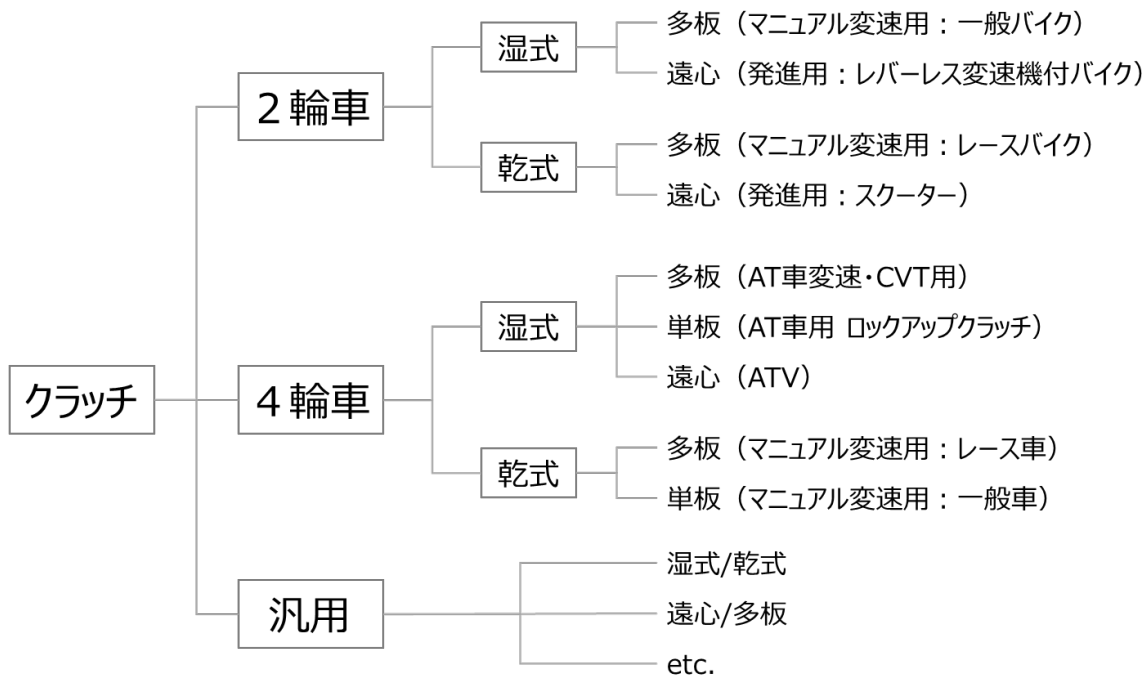 クラッチ
２輪車
湿式
多板（マニュアル変速用：一般バイク）
遠心（発進用：レバーレス変速機付バイク）
乾式
多板（マニュアル変速用：レースバイク）
遠心（発進用：スクーター）
４輪車
湿式
多板（AT車変速・CVT用）
単板（AT車用 ロックアップクラッチ）
遠心（ATV）
乾式
多板（マニュアル変速用：レース車）
単板（マニュアル変速用：一般車）
汎用
湿式/乾式
遠心/多板
etc.